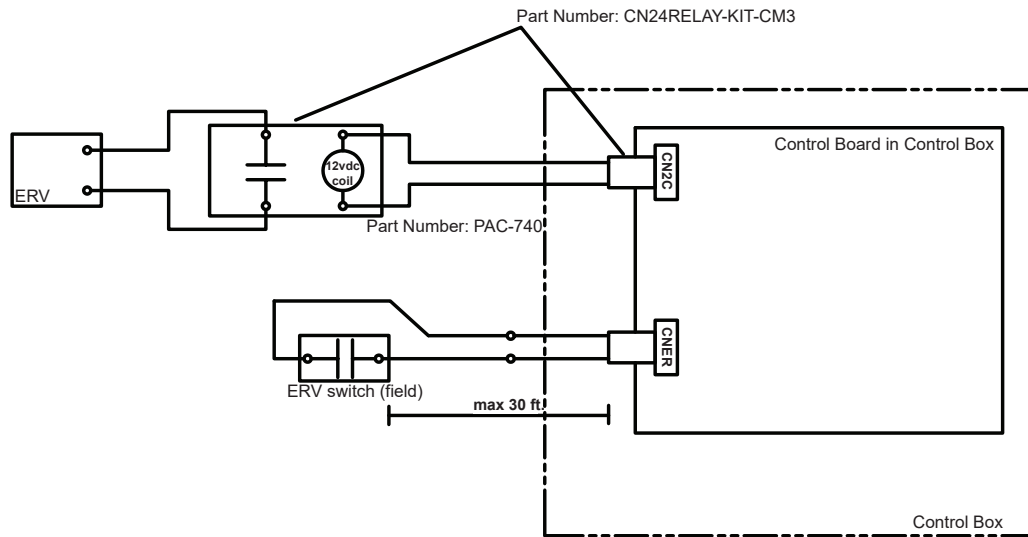 Part Number: CN24RELAY-KIT-CM3
Control Board in Control Box
CN2C
12vdc
coil
ERV
Part Number: PAC-740
CNER
ERV switch (field)
max 30 ft.
Control Box